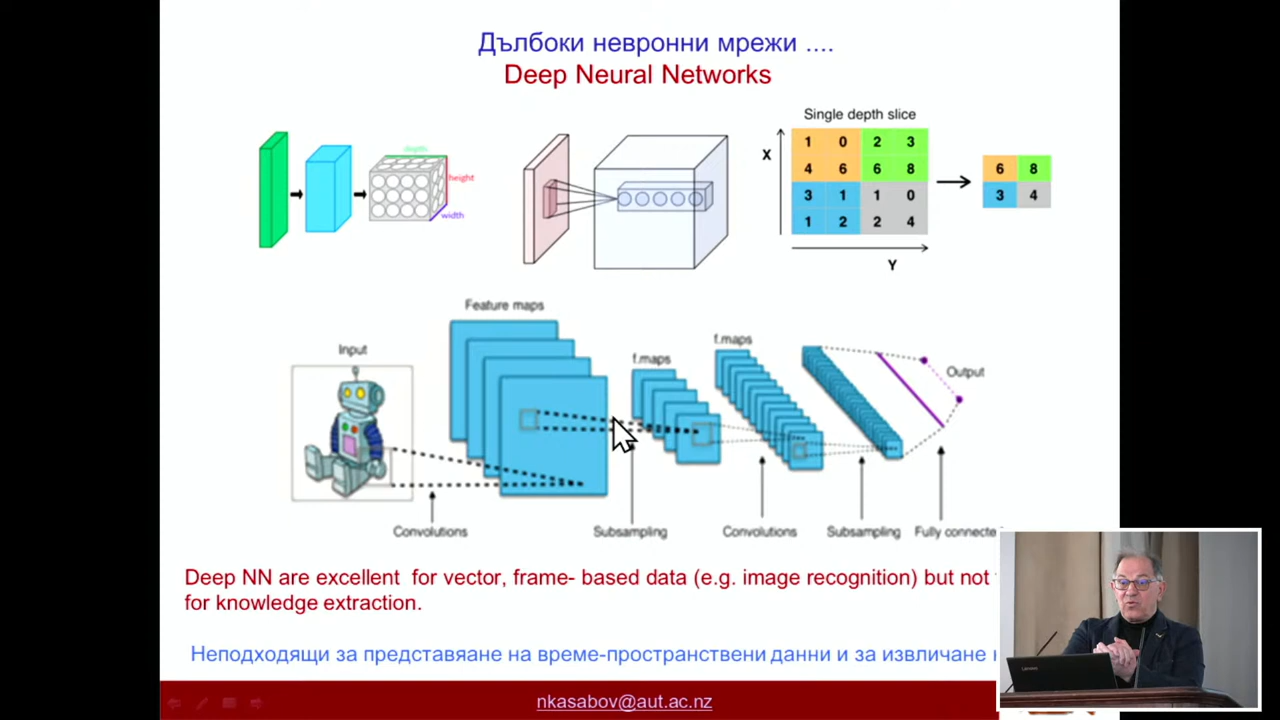 Дълбоки невронни мрежи ....
Deep Neural Networks
depth
height
width
Single depth slice
X
1 0 2 3
4 6 6 8
3 1 1 0
1 2 2 4
6 8
3 4
Y
Feature maps
Input
f.maps
f.maps
Output
Convolutions
Subsampling
Convolutions
Subsampling
Fully connecte
Deep NN are excellent for vector, frame- based data (e.g. image recognition) but not
for knowledge extraction.
Неподходящи за представяане на време-пространствени данни и за извличане
nkasabov@aut.ac.nz
Lenovo